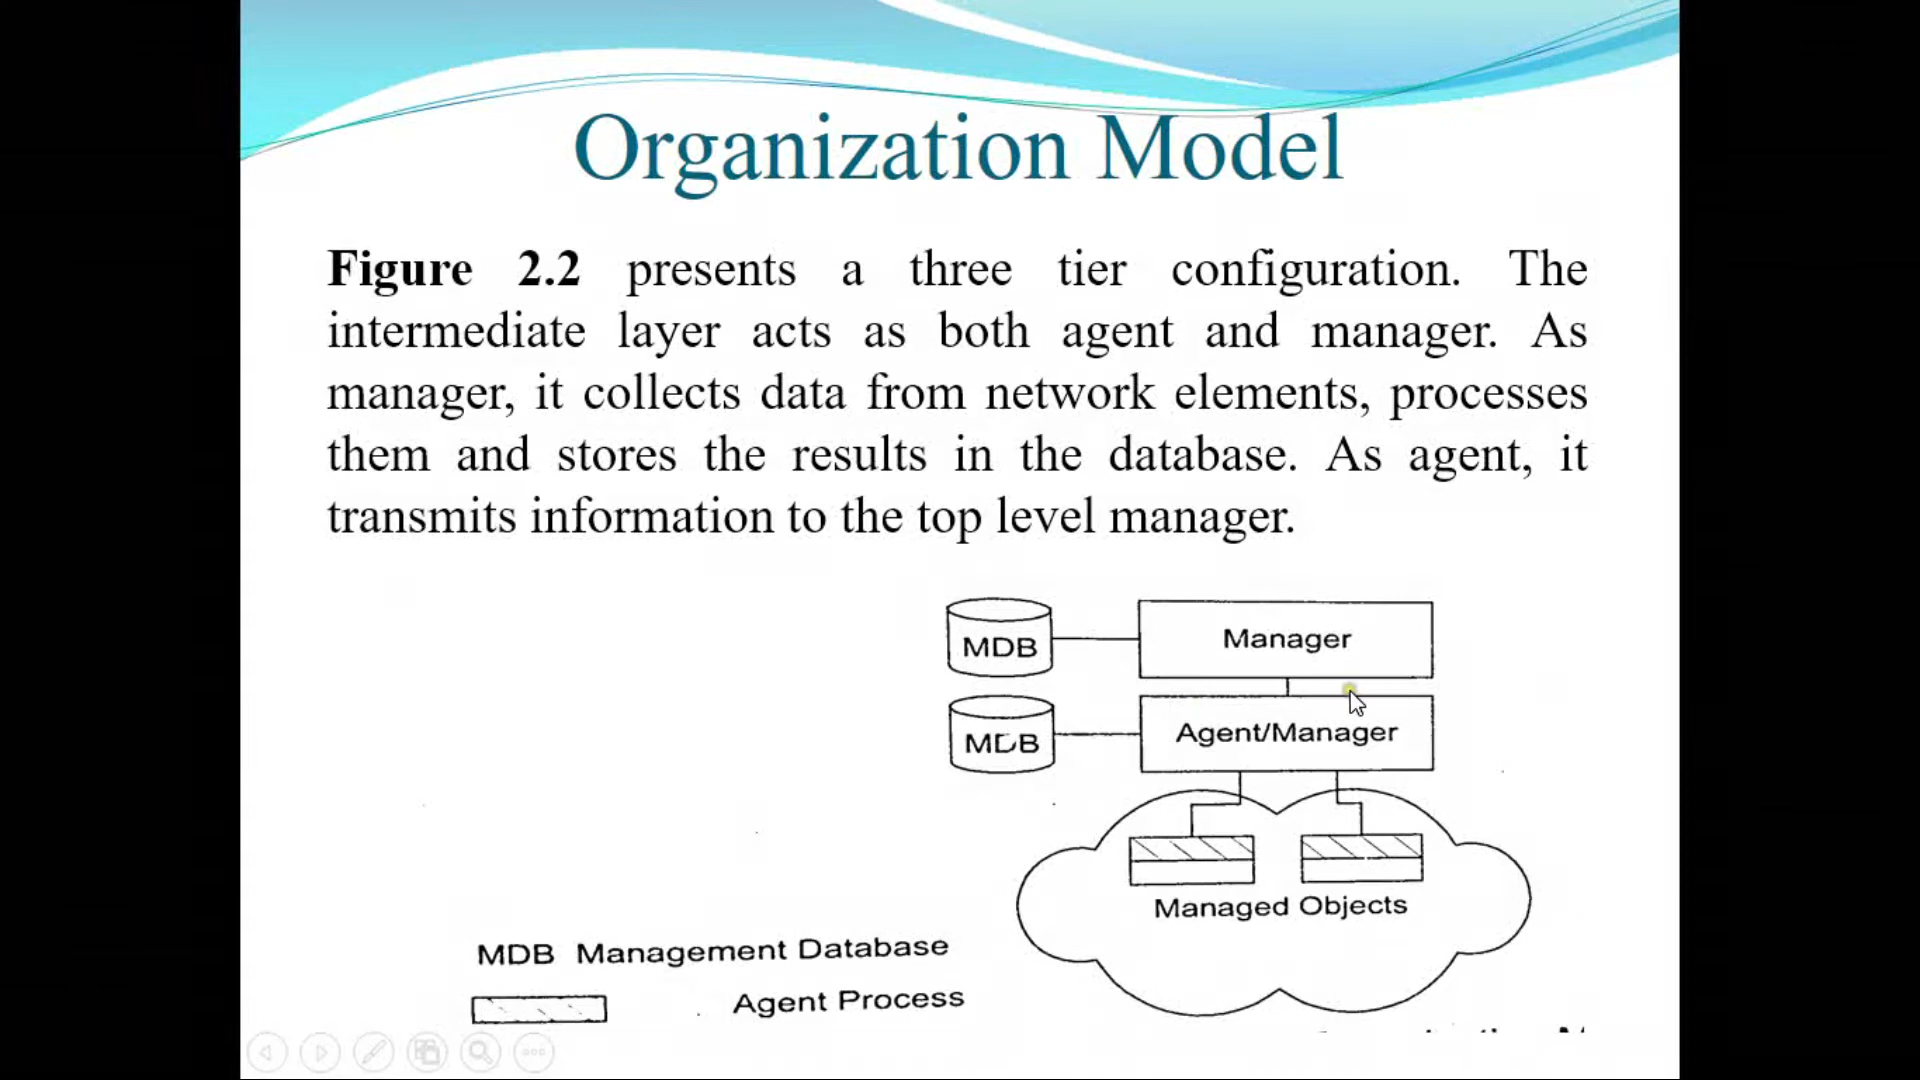 Organization Model
Figure 2.2 presents a three tier configuration. The
intermediate layer acts as both agent and manager. As
manager, it collects data from network elements, processes
them and stores the results in the database. As agent, it
transmits information to the top level manager.
MDB
Manager
MDB
Agent/Manager
Managed Objects
MDB Management Database
Agent Process